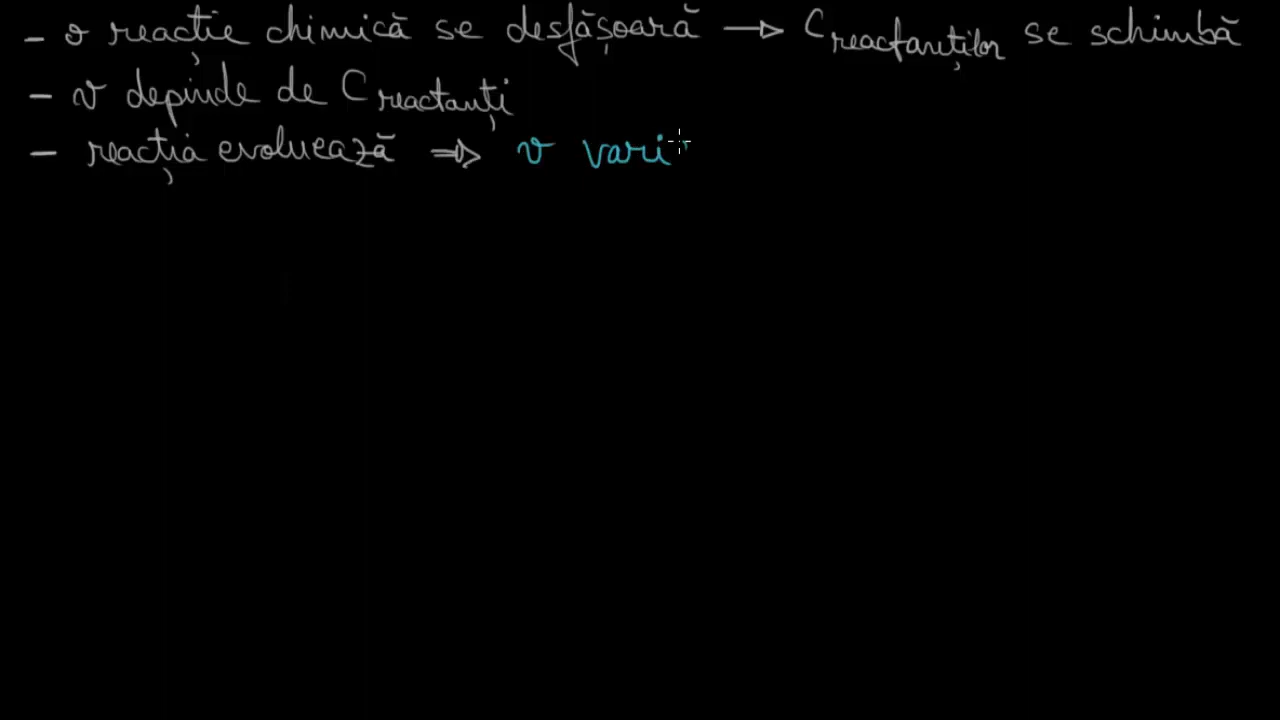 - o reacție chimică se desfășoară → C reactanților se schimbă
- v depinde de C reactanți
- reacția evoluează ⇒ v vari